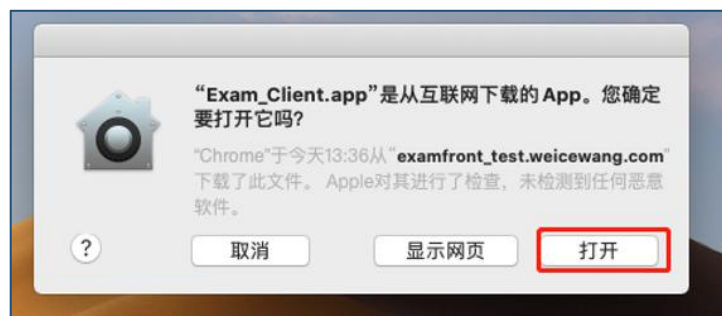 “Exam_Client.app”是从互联网下载的App。您确定
要打开它吗?
“Chrome”于今天13:36从“examfront_test.weicewang.com”
下载了此文件。 Apple对其进行了检查，未检测到任何恶意
软件。
?
取消
显示网页
打开